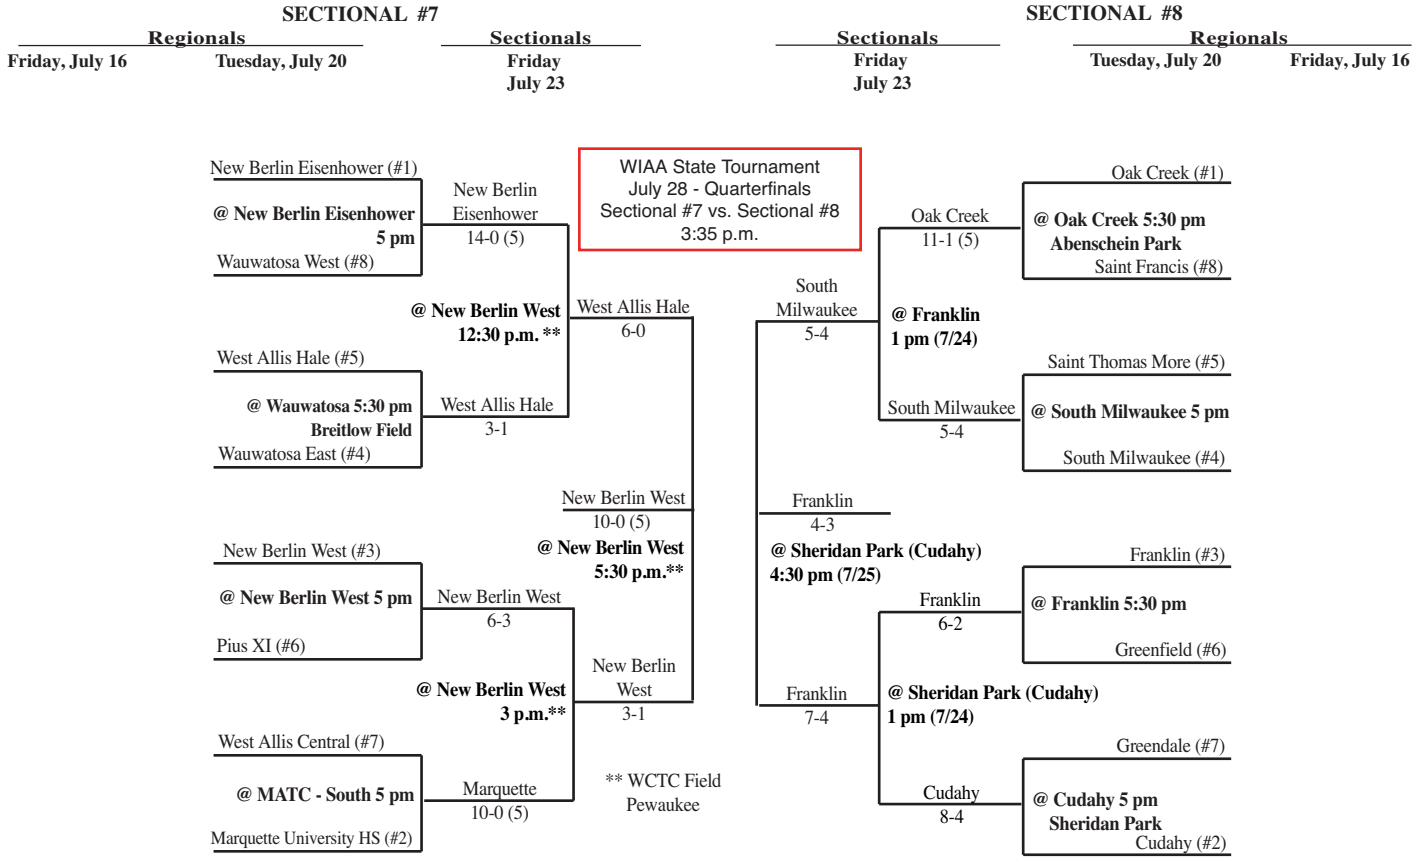 SECTIONAL #7
Regionals
Sectionals
Friday, July 16
Tuesday, July 20
Friday
July 23
New Berlin Eisenhower (#1)
@ New Berlin Eisenhower
5 pm
Wauwatosa West (#8)
New Berlin
Eisenhower
14-0 (5)
@ New Berlin West
12:30 p.m. **
West Allis Hale (#5)
@ Wauwatosa 5:30 pm
Breitlow Field
Wauwatosa East (#4)
West Allis Hale
3-1
West Allis Hale
6-0
New Berlin West
10-0 (5)
@ New Berlin West
5:30 p.m.**
New Berlin West (#3)
@ New Berlin West 5 pm
Pius XI (#6)
New Berlin West
6-3
@ New Berlin West
3 p.m.**
New Berlin
West
3-1
West Allis Central (#7)
@ MATC - South 5 pm
Marquette University HS (#2)
Marquette
10-0 (5)
** WCTC Field
Pewaukee
WIAA State Tournament
July 28 - Quarterfinals
Sectional #7 vs. Sectional #8
3:35 p.m.
SECTIONAL #8
Sectionals
Regionals
Friday
July 23
Tuesday, July 20
Friday, July 16
Oak Creek (#1)
@ Oak Creek 5:30 pm
Abenschein Park
Saint Francis (#8)
Oak Creek
11-1 (5)
South
Milwaukee
5-4
@ Franklin
1 pm (7/24)
Saint Thomas More (#5)
@ South Milwaukee 5 pm
South Milwaukee (#4)
South Milwaukee
5-4
Franklin
4-3
@ Sheridan Park (Cudahy)
4:30 pm (7/25)
Franklin (#3)
@ Franklin 5:30 pm
Greenfield (#6)
Franklin
6-2
Franklin
7-4
@ Sheridan Park (Cudahy)
1 pm (7/24)
Greendale (#7)
@ Cudahy 5 pm
Sheridan Park
Cudahy (#2)
Cudahy
8-4